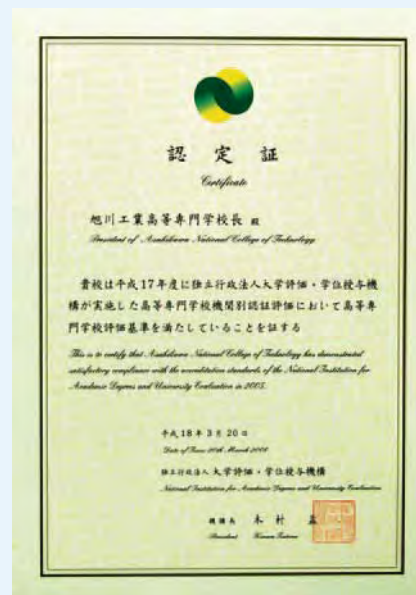 認定証
Certificate
旭川工業高等専門学校長 殿
President of Asahikawa National College of Technology
貴校は平成17年度に独立行政法人大学評価・学位授与機
構が実施した高等専門学校機関別認証評価において高等専
門学校評価基準を満たしていることを証する
This is to certify that Asahikawa National College of Technology has demonstrated
satisfactory compliance with the accreditation standards of the National Institution for
Academic Degrees and University Evaluation in 2005.
平成18年3月20日
Date of Issue 20th March 2006
独立行政法人 大学評価・学位授与機構
National Institution for Academic Degrees and University Evaluation
機構長 木村 孟
President Kimura